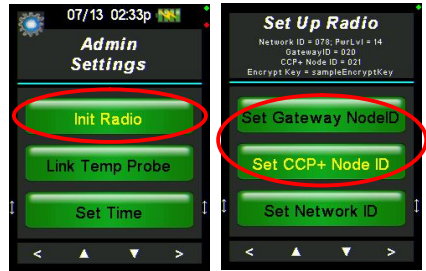 07/13 02:33p
Admin
Settings
Init Radio
Link Temp Probe
Set Time
< >
Set Up Radio
Network ID = 078; PwrLvl = 14
GatewayID = 020
CCP+ Node ID = 021
Encrypt Key = sampleEncryptKey
Set Gateway NodeID
Set CCP+ Node ID
Set Network ID
< >